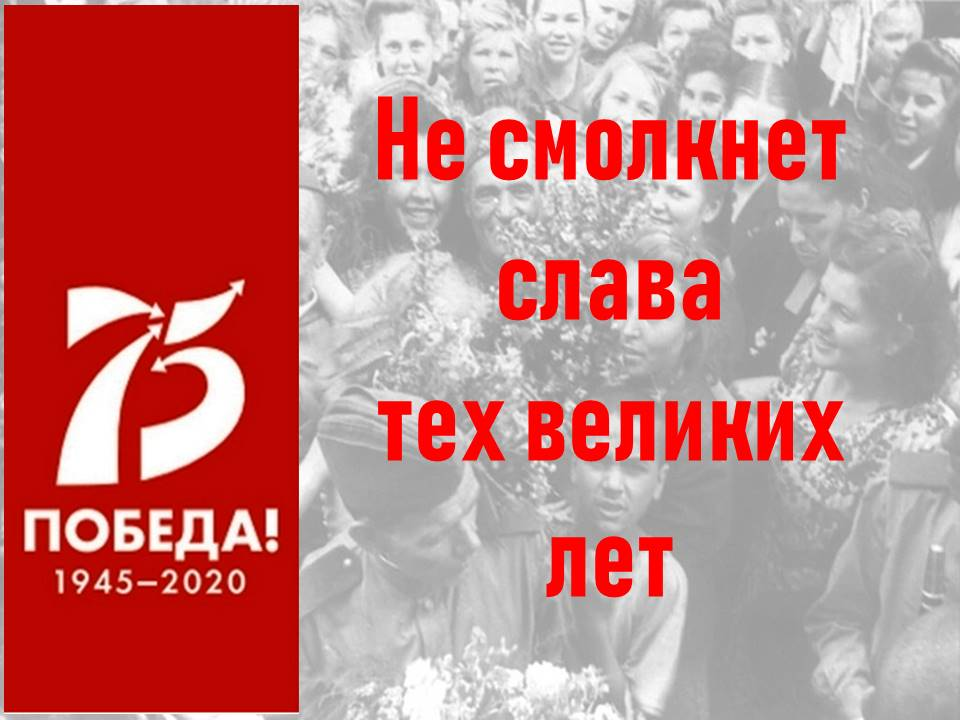 75
ПОБЕДА!
1945–2020
Не смолкнет
слава
тех великих
лет